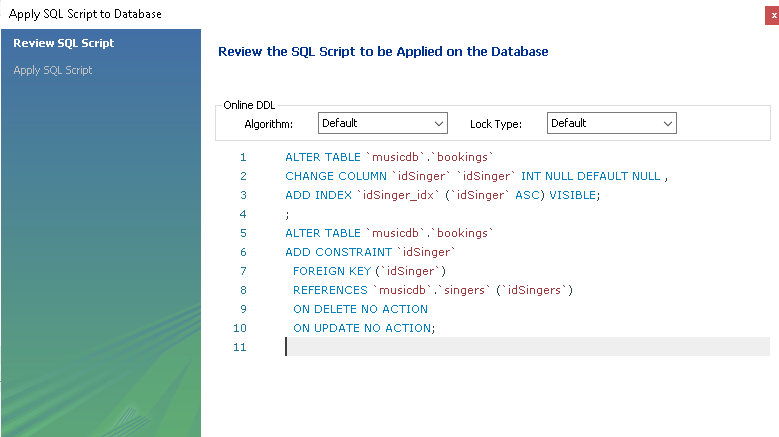 Apply SQL Script to Database
x
Review SQL Script
Apply SQL Script
Review the SQL Script to be Applied on the Database
Online DDL
Algorithm: Default Lock Type: Default
1 ALTER TABLE `musicdb`.`bookings`
2 CHANGE COLUMN `idSinger` `idSinger` INT NULL DEFAULT NULL ,
3 ADD INDEX `idSinger_idx` (`idSinger` ASC) VISIBLE;
4 ;
5 ALTER TABLE `musicdb`.`bookings`
6 ADD CONSTRAINT `idSinger`
7 FOREIGN KEY (`idSinger`)
8 REFERENCES `musicdb`.`singers` (`idSingers`)
9 ON DELETE NO ACTION
10 ON UPDATE NO ACTION;
11